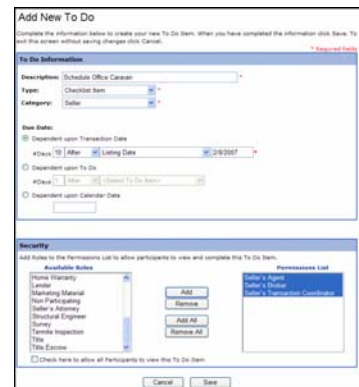 Add New To Do
Complete the information below to create your new To Do Item. When you have completed the information click Save. To
exit this screen without saving changes click Cancel.
* Required fields
To Do Information
Description: Schedule Office Caravan *
Type: Checklist Item *
Category: Seller *
Due Date:
Dependent upon Transaction Date
#Days 10 After Listing Date 2/8/2007 *
Dependent upon To Do
#Days 1 After <Select To Do Item>
Dependent upon Calendar Date
Security
Add Roles to the Permissions List to allow participants to view and complete this To Do Item.
Available Roles Permissions List
Home Warranty Seller's Agent
Lender Seller's Broker
Marketing Material Add Seller's Transaction Coordinator
Non Participating Remove
Seller's Attorney
Structural Engineer Add All
Survey Remove All
Termite Inspection
Title
Title Escrow
Check here to allow all Participants to view this To Do Item
Cancel Save